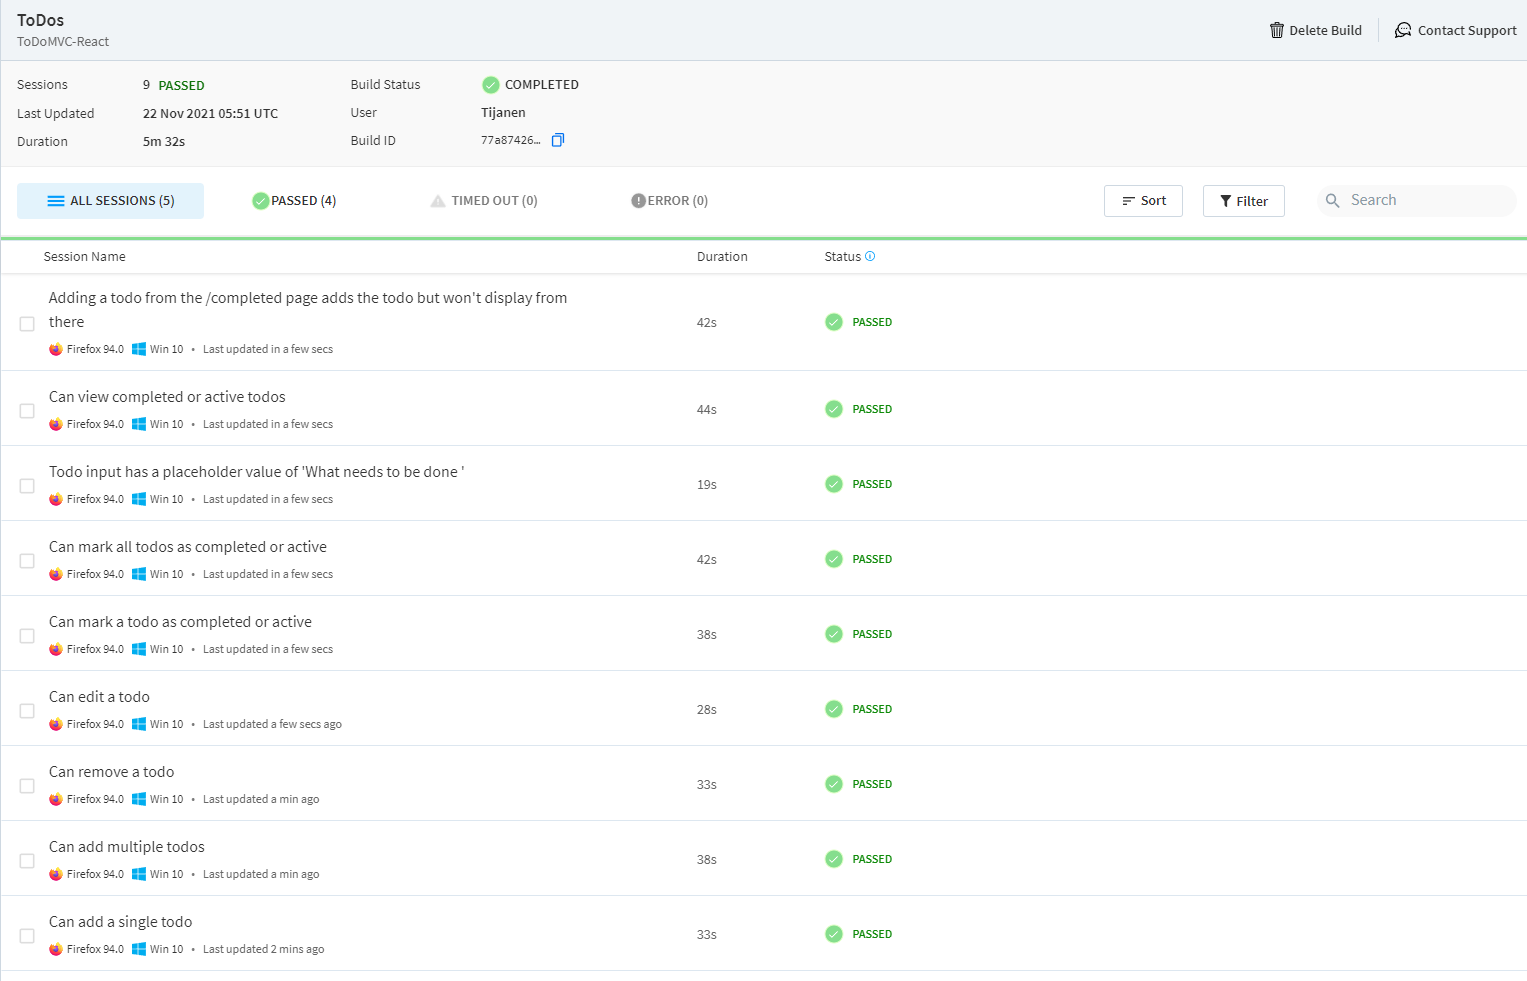 ToDos
ToDoMVC-React
Delete Build
Contact Support
Sessions 9 PASSED
Build Status COMPLETED
Last Updated 22 Nov 2021 05:51 UTC
User Tijanen
Duration 5m 32s
Build ID 77a87426...
ALL SESSIONS (5)
PASSED (4)
TIMED OUT (0)
ERROR (0)
Sort
Filter
Search
Session Name Duration Status
Adding a todo from the /completed page adds the todo but won't display from
there
42s PASSED
Firefox 94.0 Win 10 • Last updated in a few secs
Can view completed or active todos
44s PASSED
Firefox 94.0 Win 10 • Last updated in a few secs
Todo input has a placeholder value of 'What needs to be done '
19s PASSED
Firefox 94.0 Win 10 • Last updated in a few secs
Can mark all todos as completed or active
42s PASSED
Firefox 94.0 Win 10 • Last updated in a few secs
Can mark a todo as completed or active
38s PASSED
Firefox 94.0 Win 10 • Last updated in a few secs
Can edit a todo
28s PASSED
Firefox 94.0 Win 10 • Last updated a few secs ago
Can remove a todo
33s PASSED
Firefox 94.0 Win 10 • Last updated a min ago
Can add multiple todos
38s PASSED
Firefox 94.0 Win 10 • Last updated a min ago
Can add a single todo
33s PASSED
Firefox 94.0 Win 10 • Last updated 2 mins ago